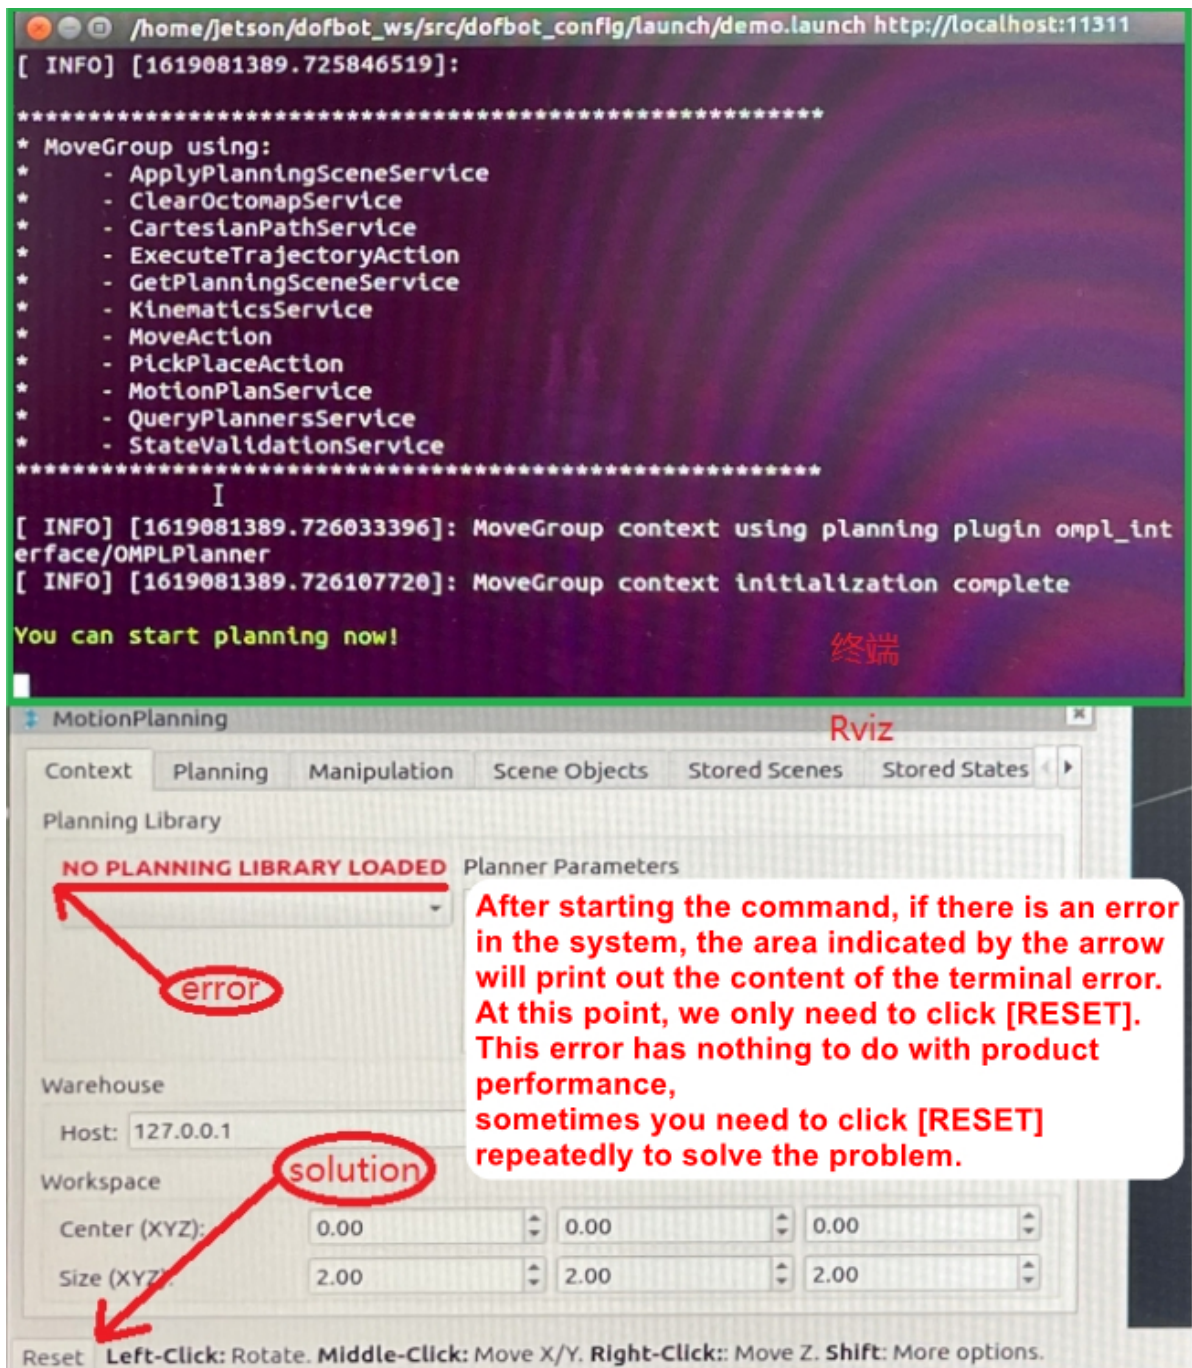 /home/jetson/dofbot_ws/src/dofbot_config/launch/demo.launch http://localhost:11311
[ INFO] [1619081389.725846519]:
********************************************************
* MoveGroup using:
*     - ApplyPlanningSceneService
*     - ClearOctomapService
*     - CartesianPathService
*     - ExecuteTrajectoryAction
*     - GetPlanningSceneService
*     - KinematicsService
*     - MoveAction
*     - PickPlaceAction
*     - MotionPlanService
*     - QueryPlannersService
*     - StateValidationService
********************************************************
[ INFO] [1619081389.726033396]: MoveGroup context using planning plugin ompl_int
erface/OMPLPlanner
[ INFO] [1619081389.726107720]: MoveGroup context initialization complete
You can start planning now!
终端
MotionPlanning
Rviz
Context Planning Manipulation Scene Objects Stored Scenes Stored States
Planning Library
NO PLANNING LIBRARY LOADED Planner Parameters
After starting the command, if there is an error
in the system, the area indicated by the arrow
will print out the content of the terminal error.
At this point, we only need to click [RESET].
This error has nothing to do with product
performance,
sometimes you need to click [RESET]
repeatedly to solve the problem.
error
Warehouse
Host: 127.0.0.1
solution
Workspace
Center (XYZ): 0.00 0.00 0.00
Size (XYZ): 2.00 2.00 2.00
Reset Left-Click: Rotate. Middle-Click: Move X/Y. Right-Click:: Move Z. Shift: More options.